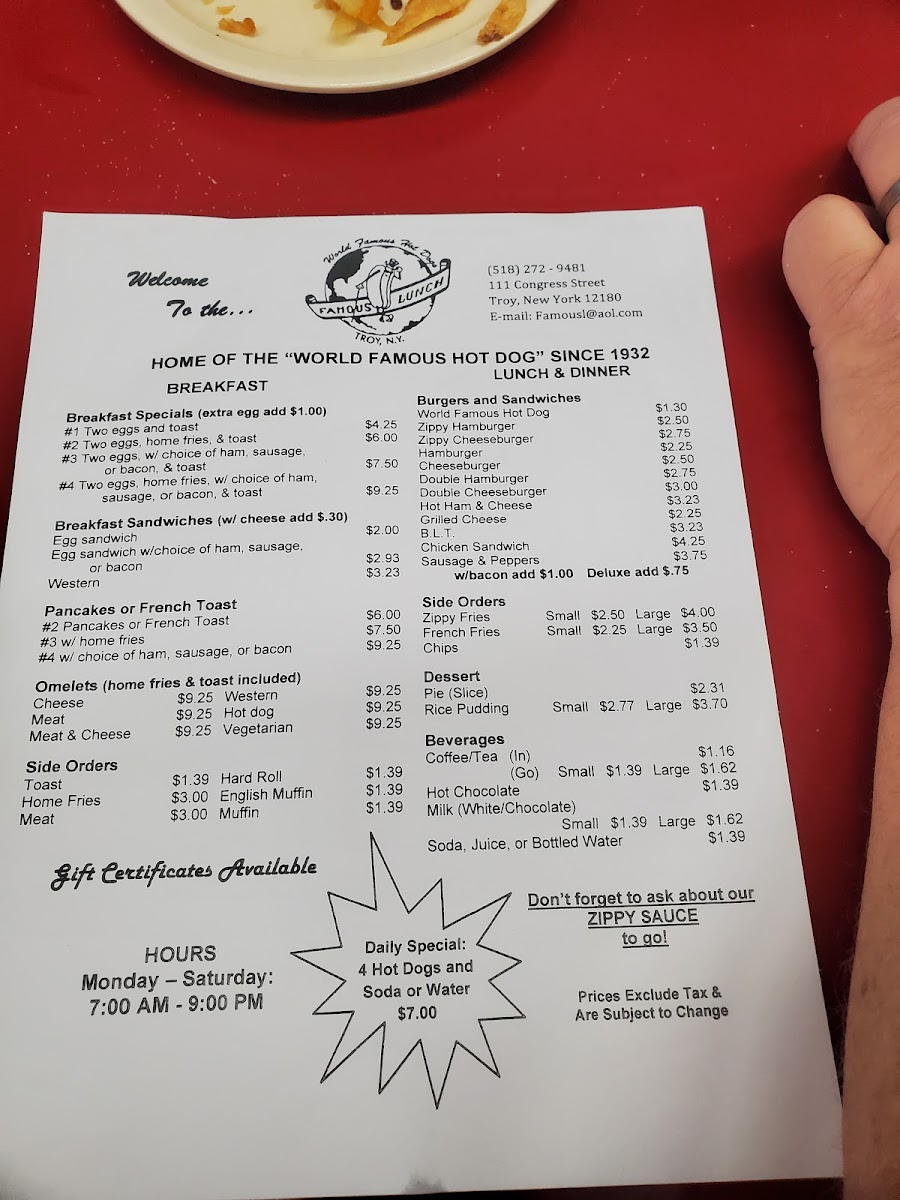 Welcome
To the...
World Famous Hot Dogs
FAMOUS LUNCH
TROY, N.Y.
(518) 272 - 9481
111 Congress Street
Troy, New York 12180
E-mail: Famousl@aol.com
HOME OF THE “WORLD FAMOUS HOT DOG” SINCE 1932
BREAKFAST
Breakfast Specials (extra egg add $1.00)
#1 Two eggs and toast $4.25
#2 Two eggs, home fries, & toast $6.00
#3 Two eggs, w/ choice of ham, sausage,
or bacon, & toast $7.50
#4 Two eggs, home fries, w/ choice of ham,
sausage, or bacon, & toast $9.25
Breakfast Sandwiches (w/ cheese add $.30)
Egg sandwich $2.00
Egg sandwich w/choice of ham, sausage,
or bacon $2.93
Western $3.23
Pancakes or French Toast
#2 Pancakes or French Toast $6.00
#3 w/ home fries $7.50
#4 w/ choice of ham, sausage, or bacon $9.25
Omelets (home fries & toast included)
Cheese $9.25 Western $9.25
Meat $9.25 Hot dog $9.25
Meat & Cheese $9.25 Vegetarian $9.25
Side Orders
Toast $1.39 Hard Roll $1.39
Home Fries $3.00 English Muffin $1.39
Meat $3.00 Muffin $1.39
LUNCH & DINNER
Burgers and Sandwiches
World Famous Hot Dog $1.30
Zippy Hamburger $2.50
Zippy Cheeseburger $2.75
Hamburger $2.25
Cheeseburger $2.50
Double Hamburger $2.75
Double Cheeseburger $3.00
Hot Ham & Cheese $3.23
Grilled Cheese $2.25
B.L.T. $3.23
Chicken Sandwich $4.25
Sausage & Peppers $3.75
w/bacon add $1.00 Deluxe add $.75
Side Orders
Zippy Fries Small $2.50 Large $4.00
French Fries Small $2.25 Large $3.50
Chips $1.39
Dessert
Pie (Slice) $2.31
Rice Pudding Small $2.77 Large $3.70
Beverages
Coffee/Tea (In) $1.16
(Go) Small $1.39 Large $1.62
Hot Chocolate $1.39
Milk (White/Chocolate)
Small $1.39 Large $1.62
Soda, Juice, or Bottled Water $1.39
Gift Certificates Available
HOURS
Monday – Saturday:
7:00 AM - 9:00 PM
Daily Special:
4 Hot Dogs and
Soda or Water
$7.00
Don't forget to ask about our
ZIPPY SAUCE
to go!
Prices Exclude Tax &
Are Subject to Change